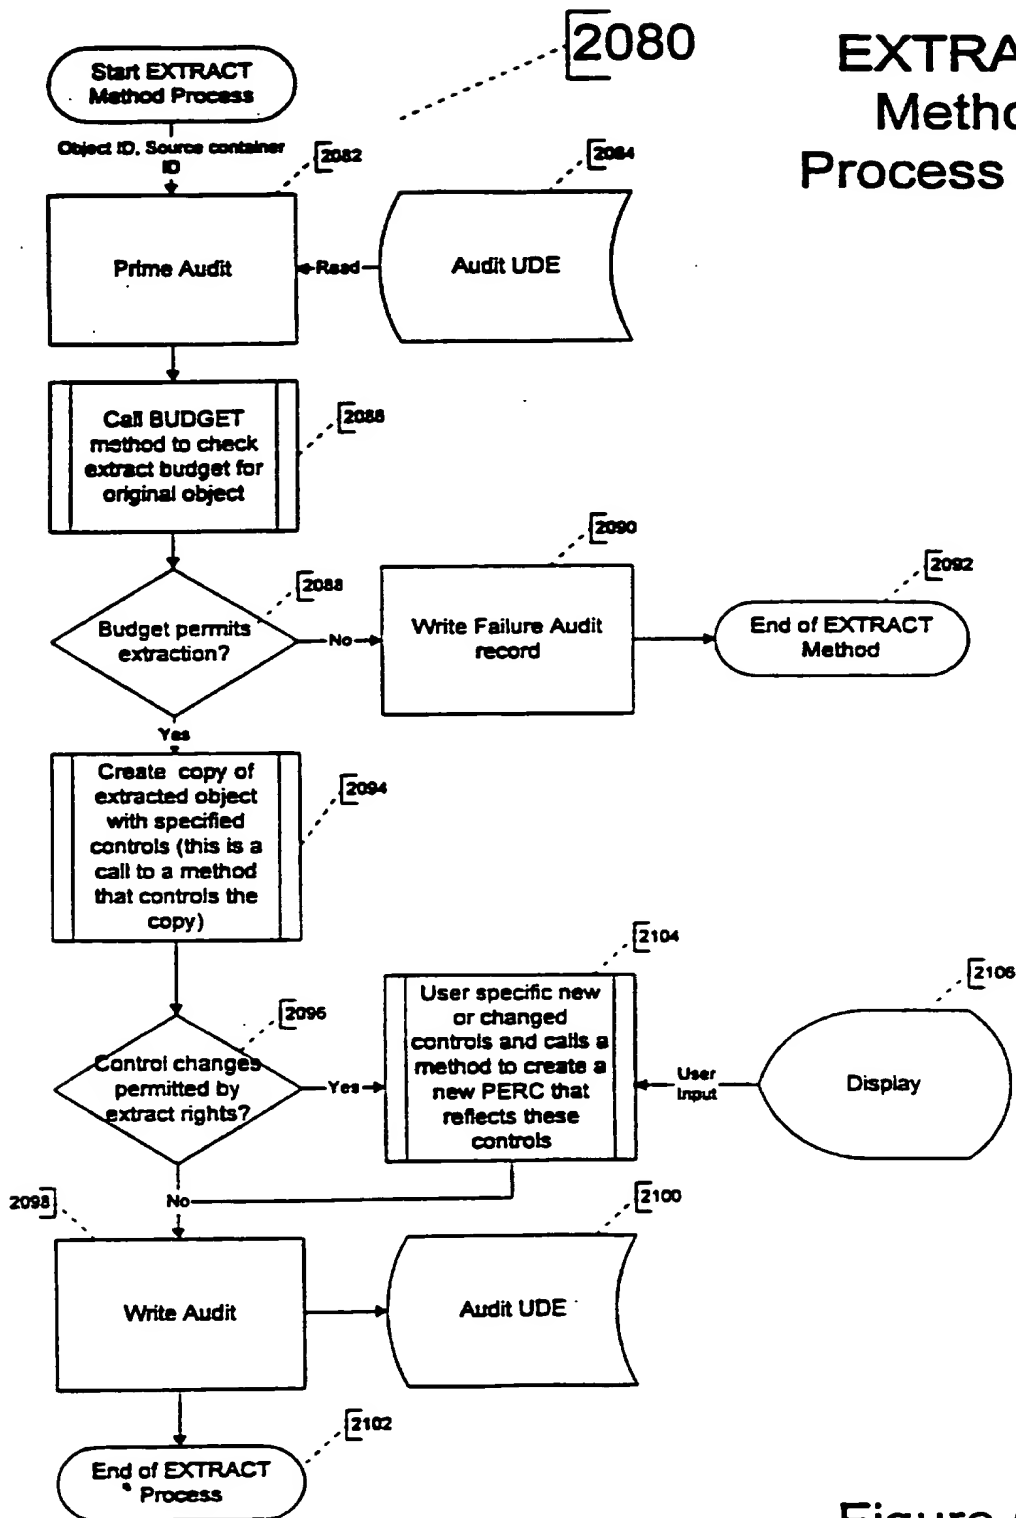 2080
EXTRA
Metho
Process
Start EXTRACT
Method Process
Object ID, Source container
ID
2082
2084
Prime Audit
Read
Audit UDE
Call BUDGET
method to check
extract budget for
original object
2086
2088
2090
2092
Budget permits
extraction?
No
Write Failure Audit
record
End of EXTRACT
Method
Yes
Create copy of
extracted object
with specified
controls (this is a
call to a method
that controls the
copy)
2094
2104
2106
2096
User specific new
or changed
controls and calls a
method to create a
new PERC that
reflects these
controls
Control changes
permitted by
extract rights?
Yes
User
Input
Display
2098
No
2100
Write Audit
Audit UDE
2102
End of EXTRACT
Process
Figure